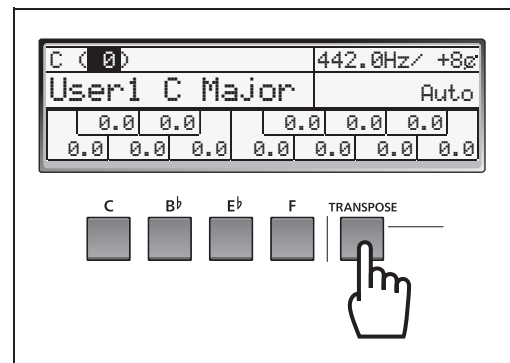 C ( 0) 442.0Hz/ +8¢
User1 C Major Auto
0.0 0.0 0.0 0.0 0.0
0.0 0.0 0.0 0.0 0.0 0.0 0.0
C B♭ E♭ F TRANSPOSE